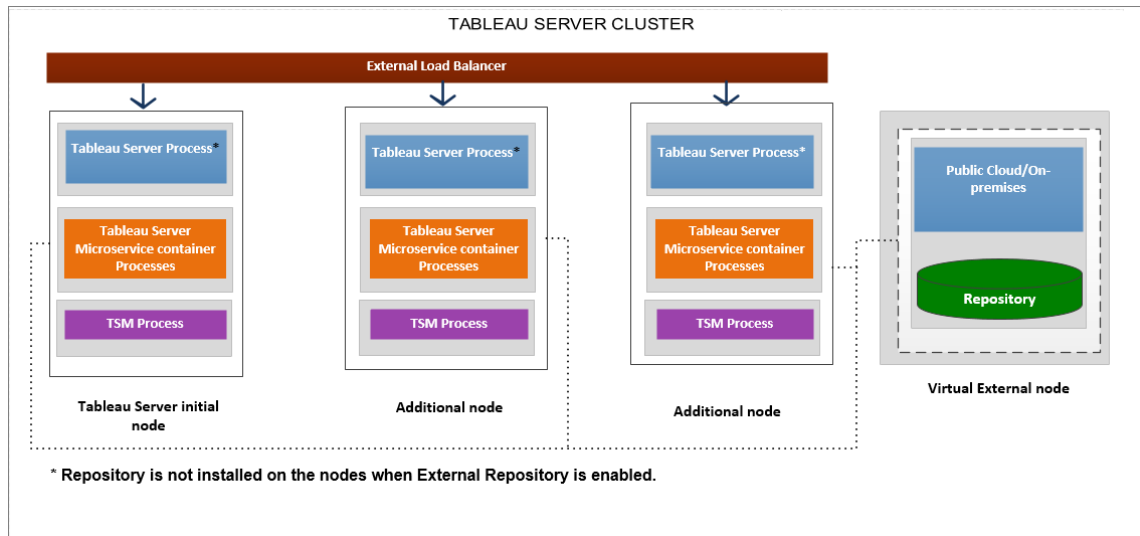 TABLEAU SERVER CLUSTER
External Load Balancer
Tableau Server Process*
Tableau Server
Microservice container
Processes
TSM Process
Tableau Server initial
node
Tableau Server Process*
Tableau Server
Microservice container
Processes
TSM Process
Additional node
Tableau Server Process*
Tableau Server
Microservice container
Processes
TSM Process
Additional node
Public Cloud/On-
premises
Repository
Virtual External node
* Repository is not installed on the nodes when External Repository is enabled.